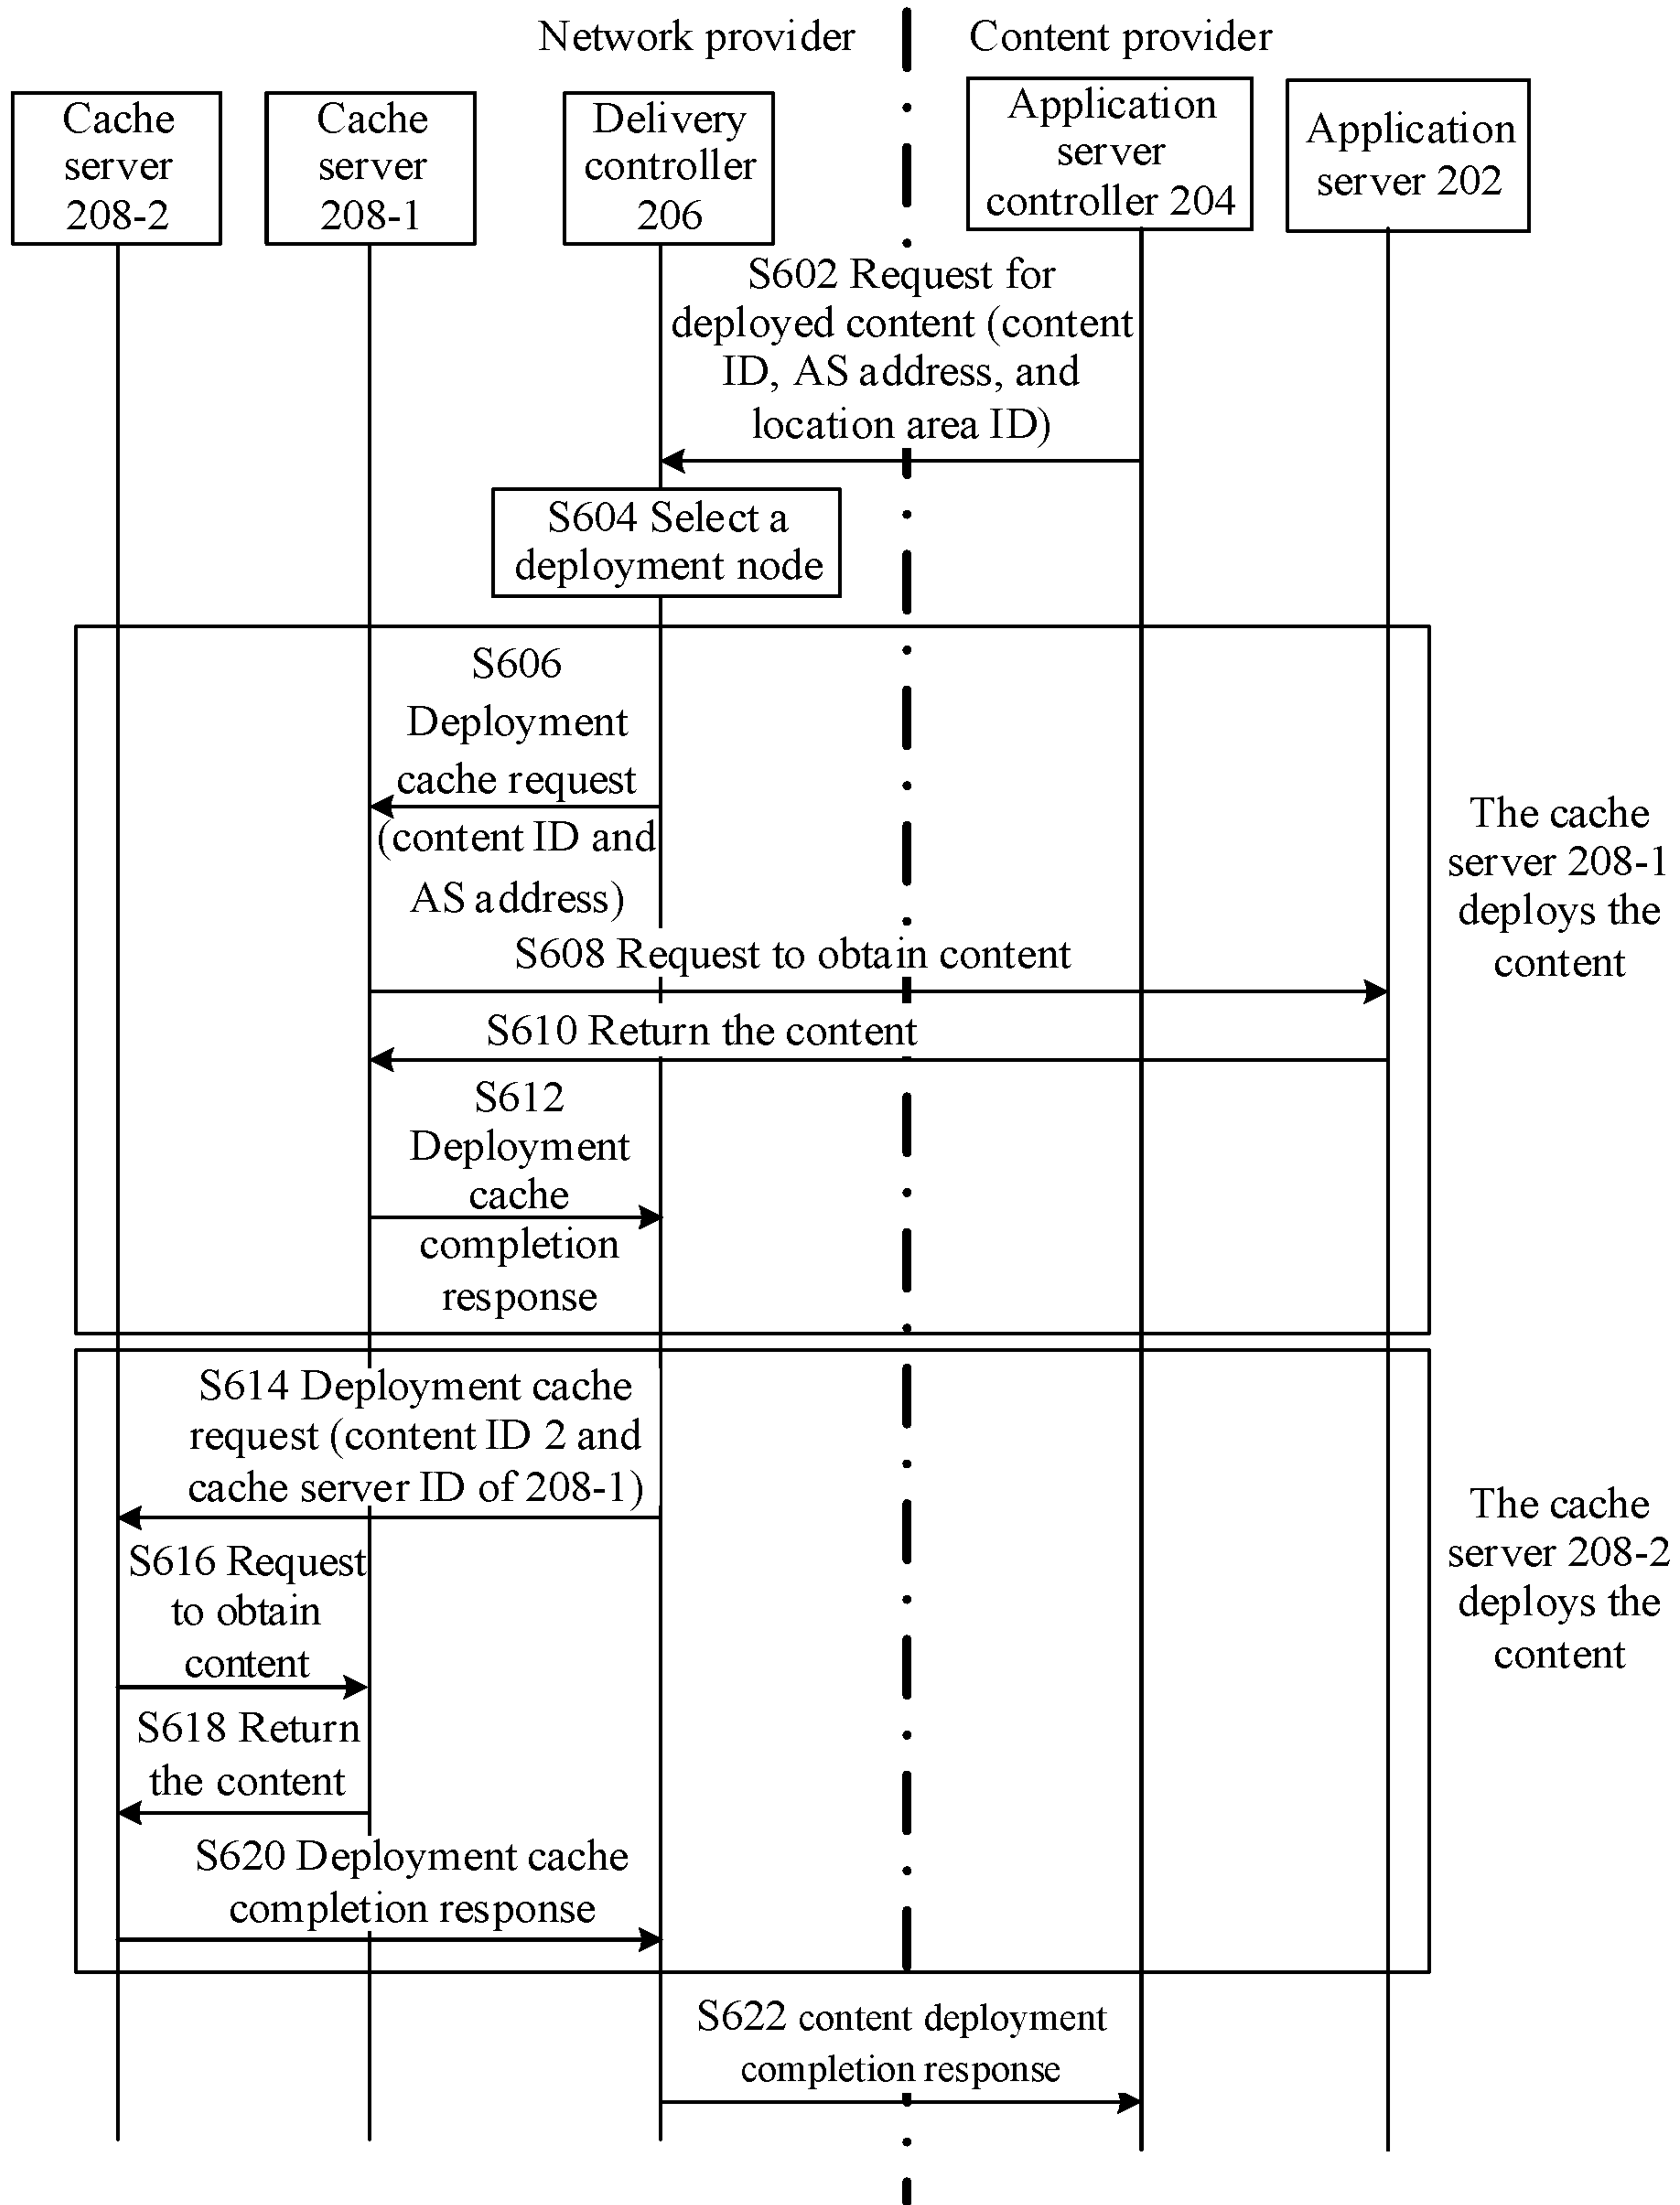 Network provider
Content provider
Cache
server
208-2
Cache
server
208-1
Delivery
controller
206
Application
server
controller 204
Application
server 202
S602 Request for
deployed content (content
ID, AS address, and
location area ID)
S604 Select a
deployment node
S606
Deployment
cache request
(content ID and
AS address)
S608 Request to obtain content
S610 Return the content
S612
Deployment
cache
completion
response
The cache
server 208-1
deploys the
content
S614 Deployment cache
request (content ID 2 and
cache server ID of 208-1)
S616 Request
to obtain
content
S618 Return
the content
S620 Deployment cache
completion response
The cache
server 208-2
deploys the
content
S622 content deployment
completion response